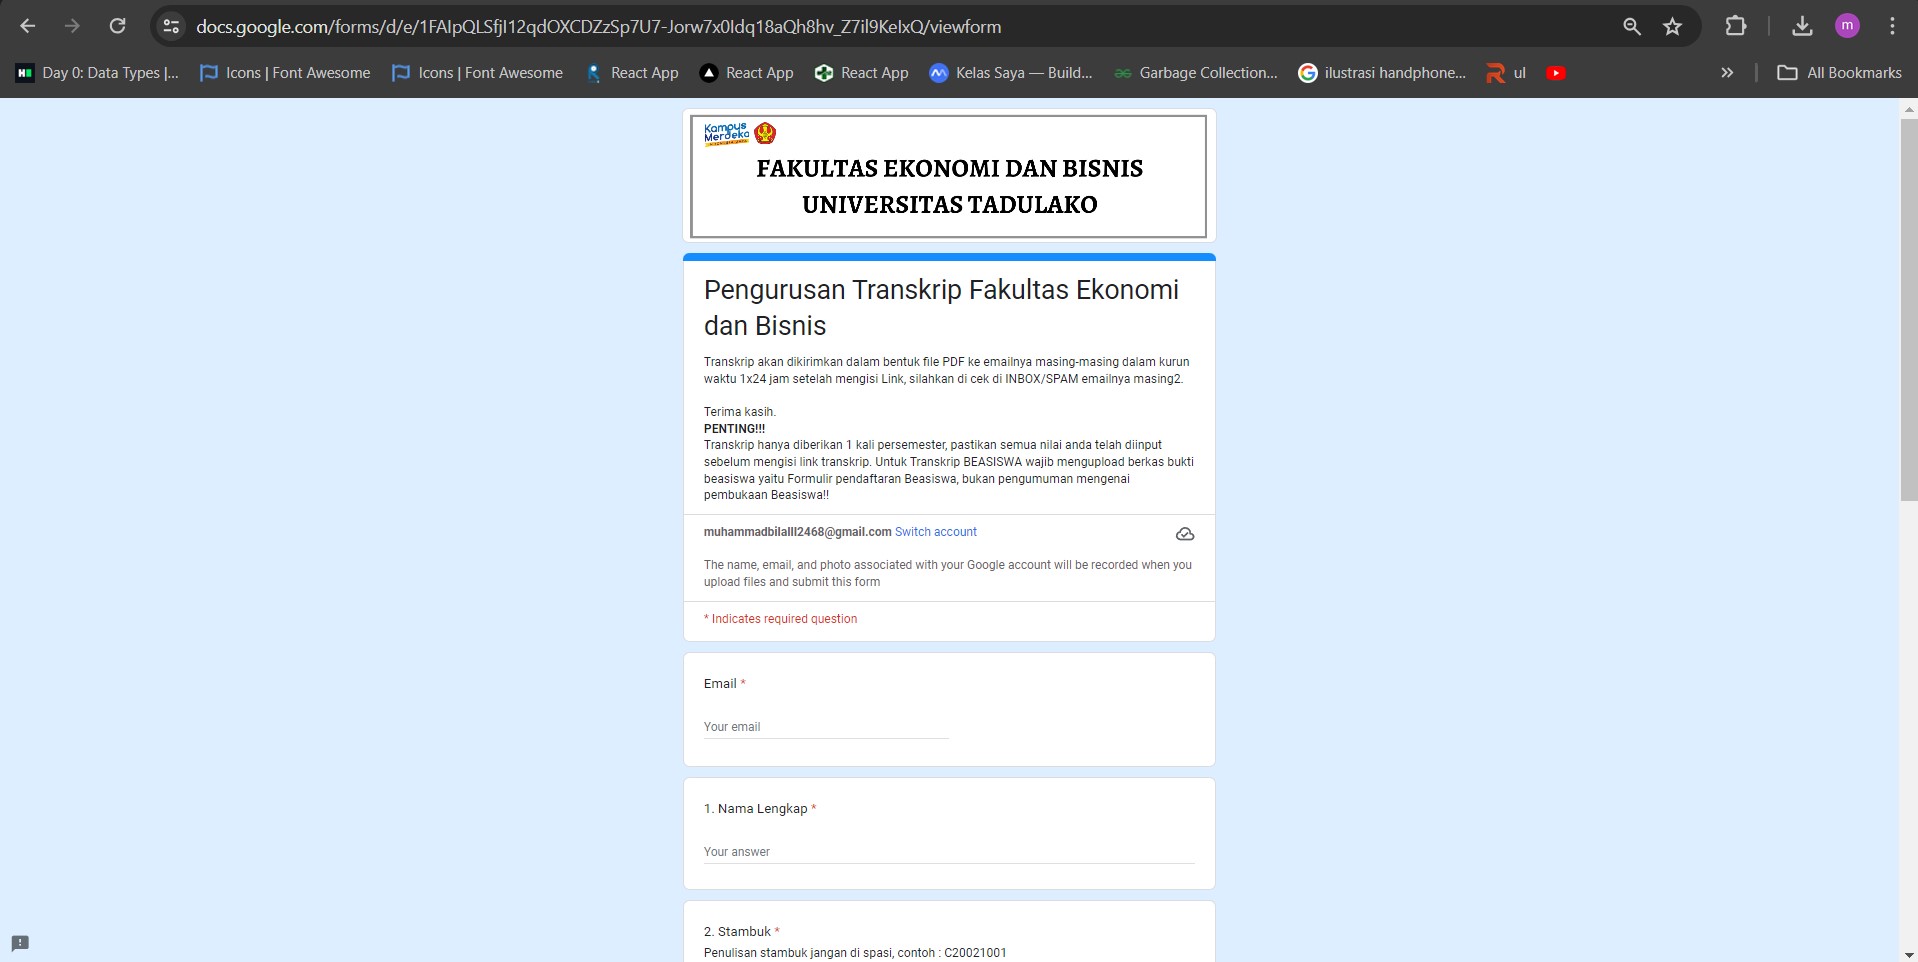 docs.google.com/forms/d/e/1FAIpQLSfjI12qdOXCDZzSp7U7-Jorw7x0Idq18aQh8hv_Z7il9KeIxQ/viewform
m
Day 0: Data Types |...
Icons | Font Awesome
Icons | Font Awesome
React App
React App
React App
Kelas Saya — Build...
Garbage Collection...
ilustrasi handphone...
ul
All Bookmarks
Kampus
Merdeka
FAKULTAS EKONOMI DAN BISNIS
UNIVERSITAS TADULAKO
Pengurusan Transkrip Fakultas Ekonomi
dan Bisnis
Transkrip akan dikirimkan dalam bentuk file PDF ke emailnya masing-masing dalam kurun
waktu 1x24 jam setelah mengisi Link, silahkan di cek di INBOX/SPAM emailnya masing2.
Terima kasih.
PENTING!!!
Transkrip hanya diberikan 1 kali persemester, pastikan semua nilai anda telah diinput
sebelum mengisi link transkrip. Untuk Transkrip BEASISWA wajib mengupload berkas bukti
beasiswa yaitu Formulir pendaftaran Beasiswa, bukan pengumuman mengenai
pembukaan Beasiswa!!
muhammadbilalll2468@gmail.com Switch account
The name, email, and photo associated with your Google account will be recorded when you
upload files and submit this form
* Indicates required question
Email *
Your email
1. Nama Lengkap *
Your answer
2. Stambuk *
Penulisan stambuk jangan di spasi, contoh : C20021001